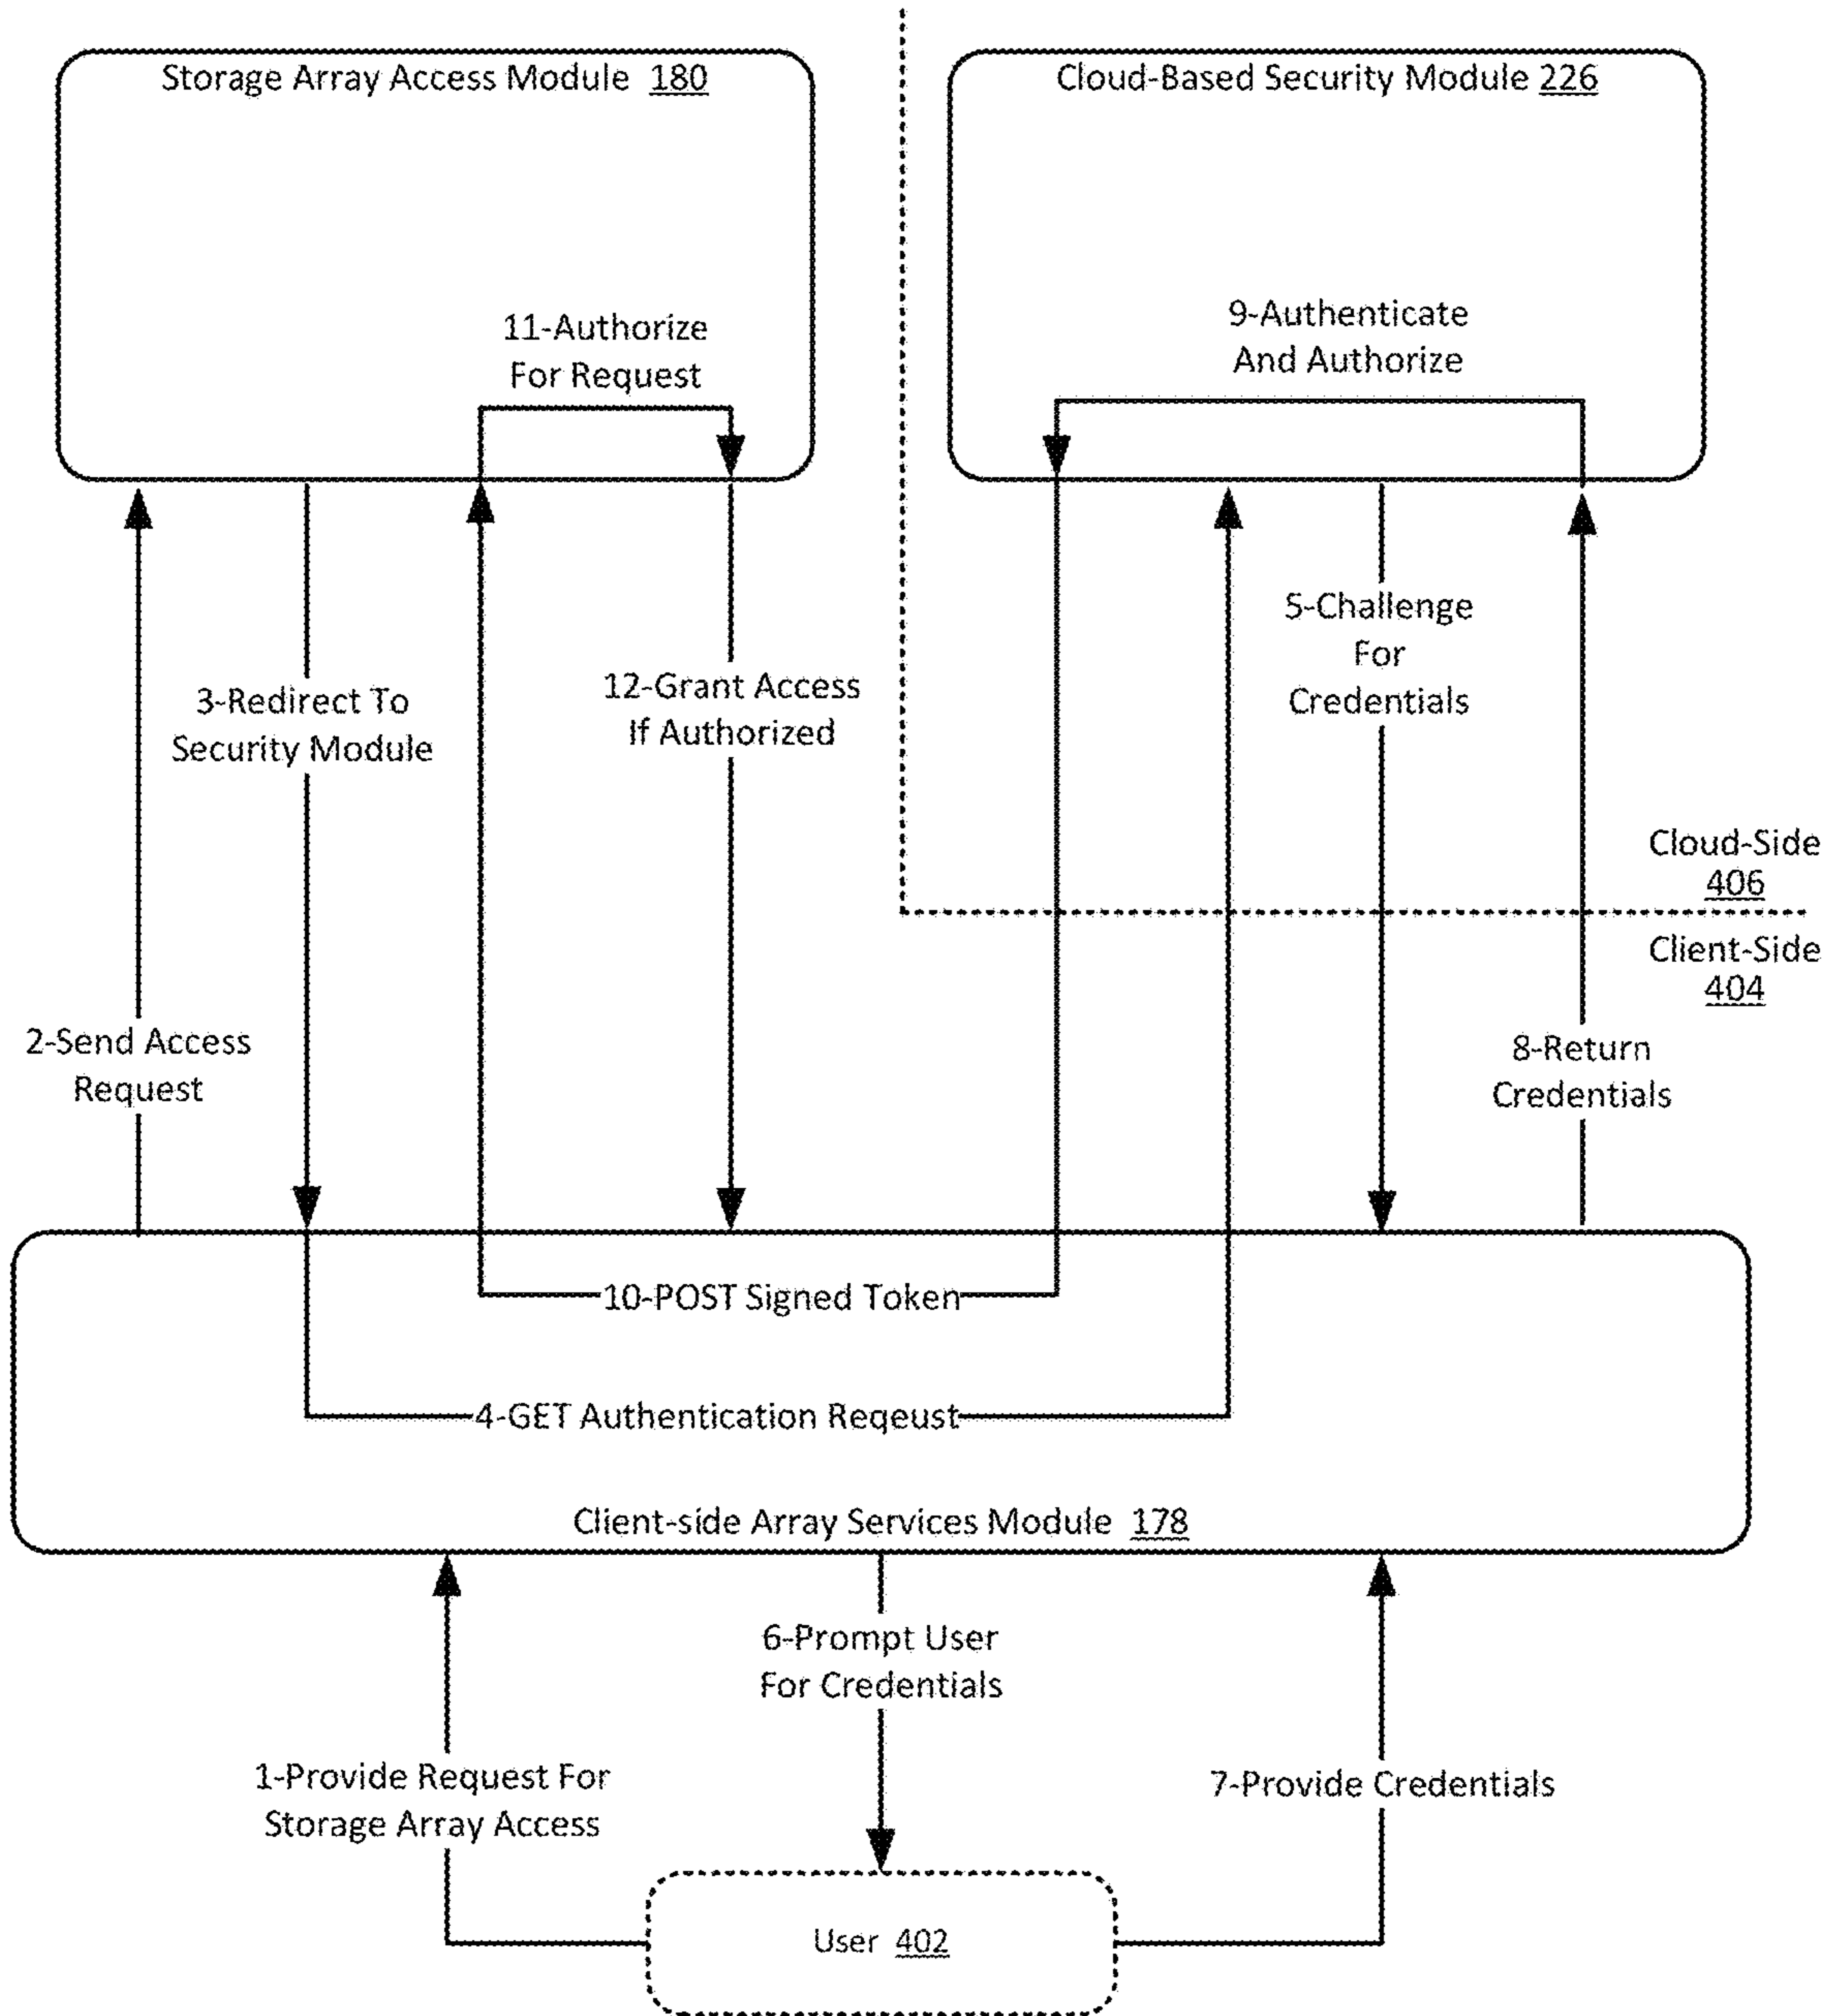 Storage Array Access Module 180
Cloud-Based Security Module 226
11-Authorize
For Request
9-Authenticate
And Authorize
5-Challenge
For
Credentials
3-Redirect To
Security Module
12-Grant Access
If Authorized
Cloud-Side
406
Client-Side
404
2-Send Access
Request
8-Return
Credentials
10-POST Signed Token
4-GET Authentication Reqeust
Client-side Array Services Module 178
6-Prompt User
For Credentials
1-Provide Request For
Storage Array Access
7-Provide Credentials
User 402